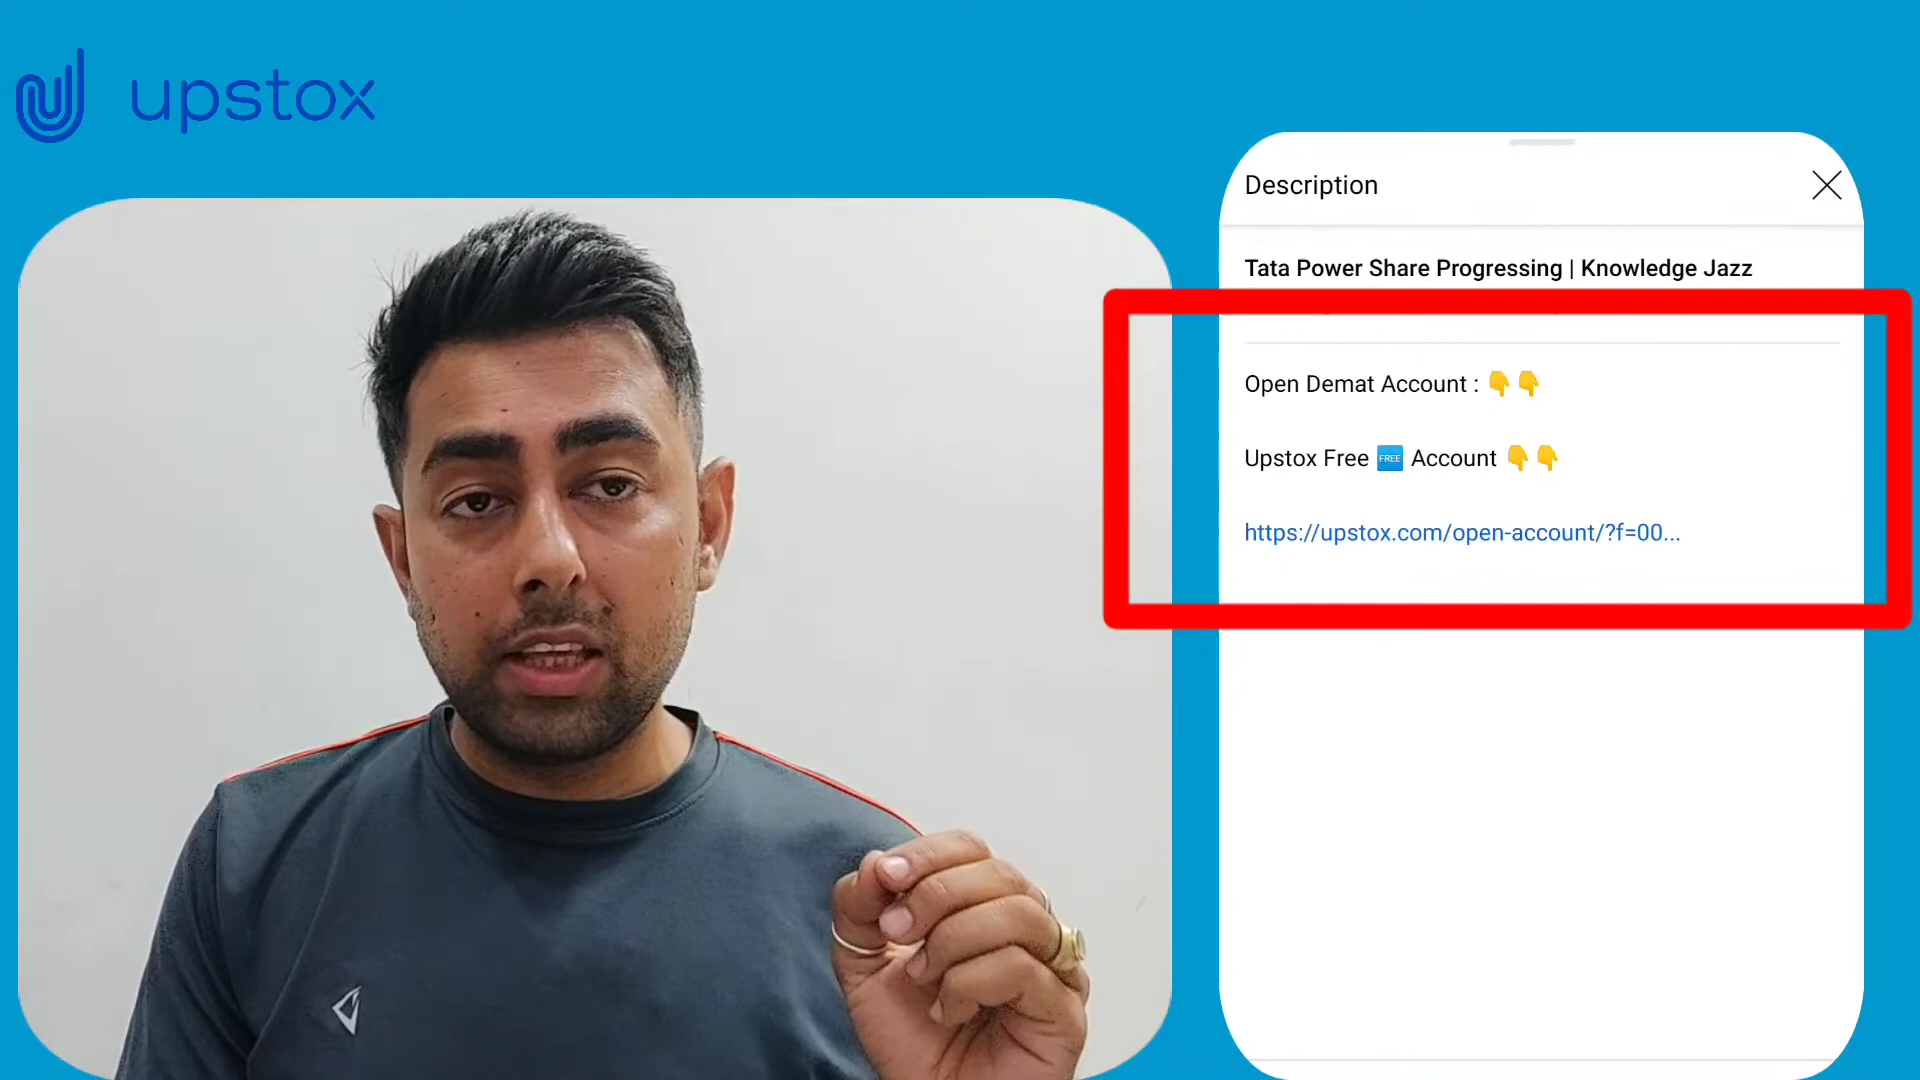 upstox
Description
Tata Power Share Progressing | Knowledge Jazz
Open Demat Account : 👇👇
Upstox Free 🆓 Account 👇👇
https://upstox.com/open-account/?f=00...